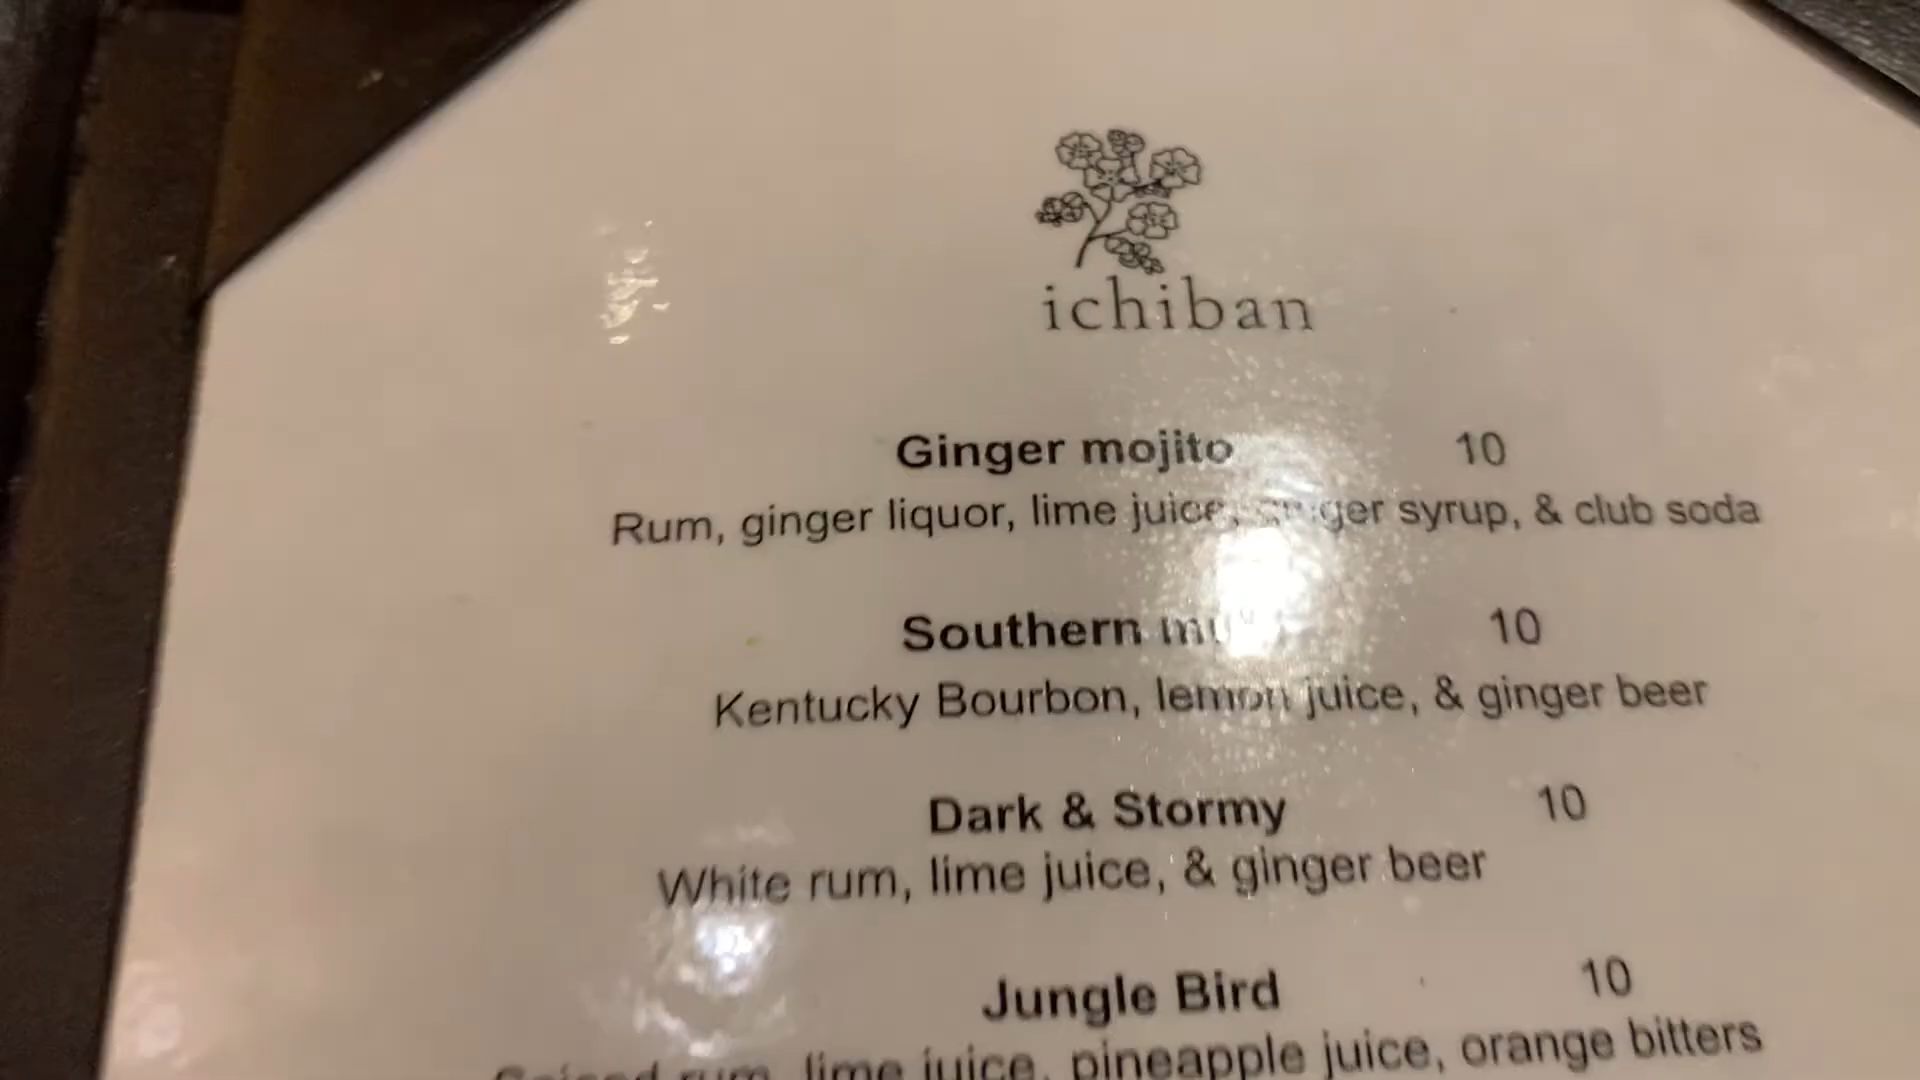 ichiban
Ginger mojito 10
Rum, ginger liquor, lime juice, ginger syrup, & club soda
Southern 10
Kentucky Bourbon, lemon juice, & ginger beer
Dark & Stormy 10
White rum, lime juice, & ginger beer
Jungle Bird 10
Spiced rum, lime juice, pineapple juice, orange bitters